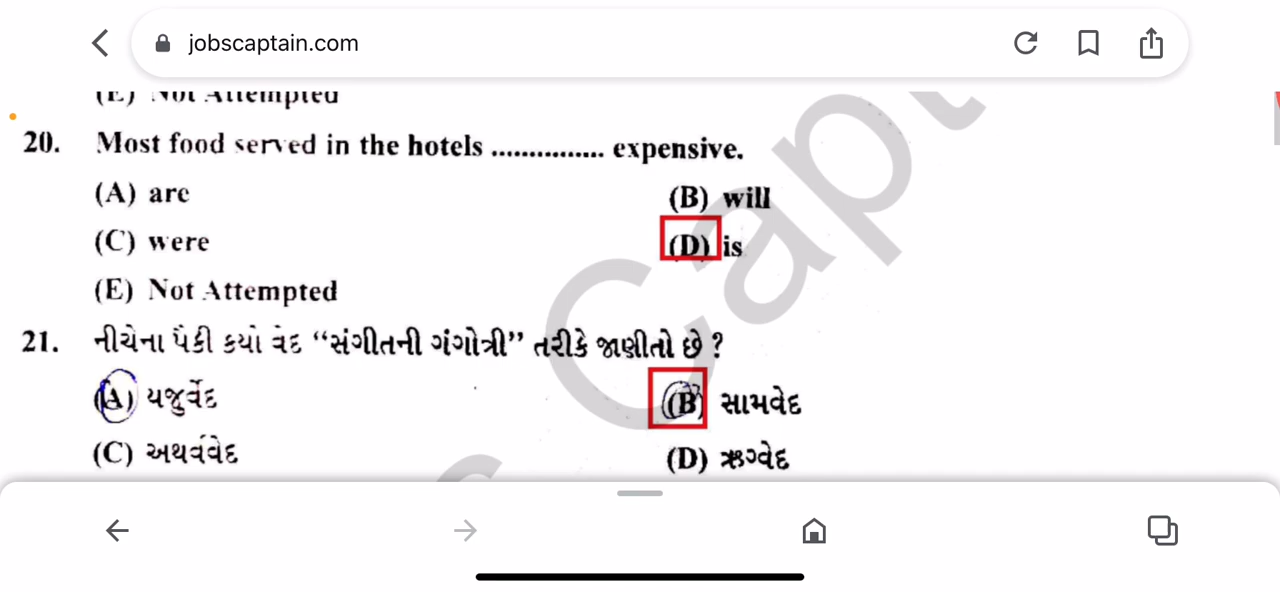 jobscaptain.com
(E) Not Attempted
20. Most food served in the hotels ............... expensive.
(A) are (B) will
(C) were (D) is
(E) Not Attempted
21. નીચેના પૈકી કયો વેદ “સંગીતની ગંગોત્રી” તરીકે જાણીતો છે ?
(A) યજુર્વેદ (B) સામવેદ
(C) અથર્વવેદ (D) ઋગ્વેદ